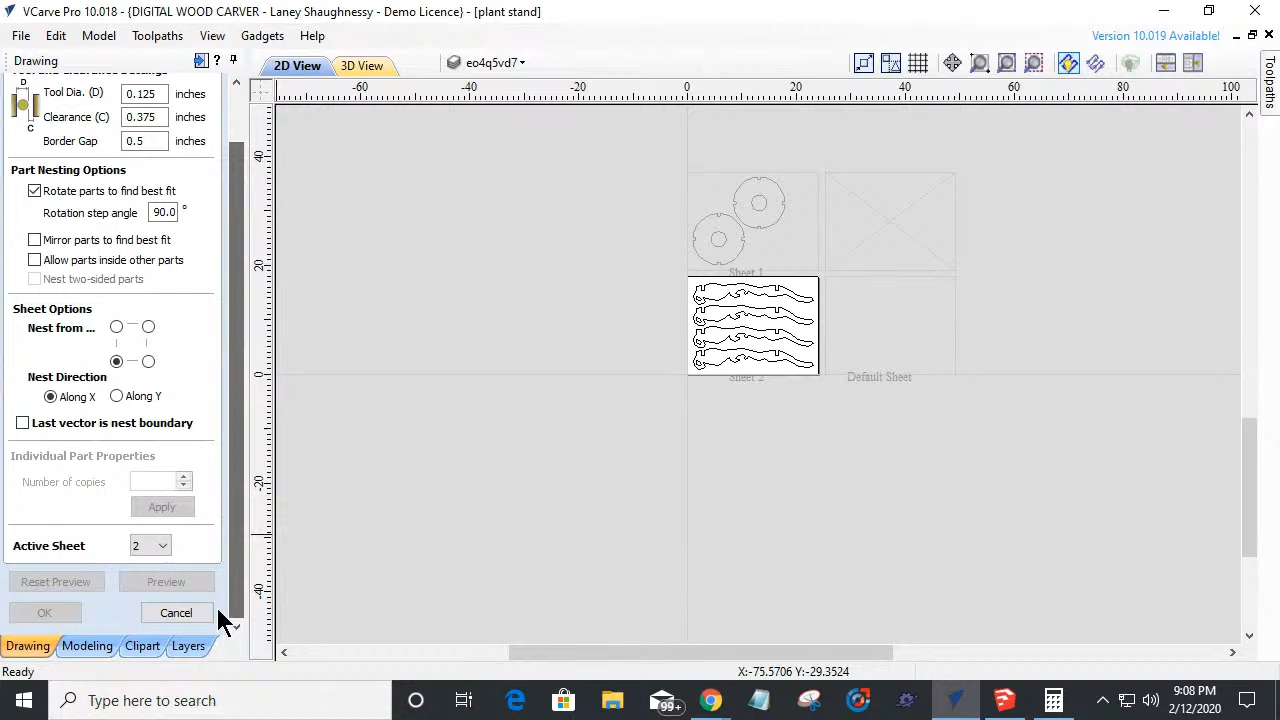 VCarve Pro 10.018 - {DIGITAL WOOD CARVER - Laney Shaughnessy - Demo Licence} - [plant stand]
File Edit Model Toolpaths View Gadgets Help
Version 10.019 Available!
Drawing
2D View
3D View
eo4q5vd7
Toolpaths
-60 -40 -20 0 20 40 60 80 100
40
20
0
-20
-40
D
C
Tool Dia. (D) 0.125 inches
Clearance (C) 0.375 inches
Border Gap 0.5 inches
Part Nesting Options
Rotate parts to find best fit
Rotation step angle 90.0 °
Mirror parts to find best fit
Allow parts inside other parts
Nest two-sided parts
Sheet Options
Nest from ...
Nest Direction
Along X Along Y
Last vector is nest boundary
Individual Part Properties
Number of copies
Apply
Active Sheet 2
Reset Preview Preview
OK Cancel
Drawing Modeling Clipart Layers
Sheet 1
Sheet 2
Default Sheet
Ready
X:-75.5706 Y:-29.3524
Type here to search
99+
9:08 PM
2/12/2020